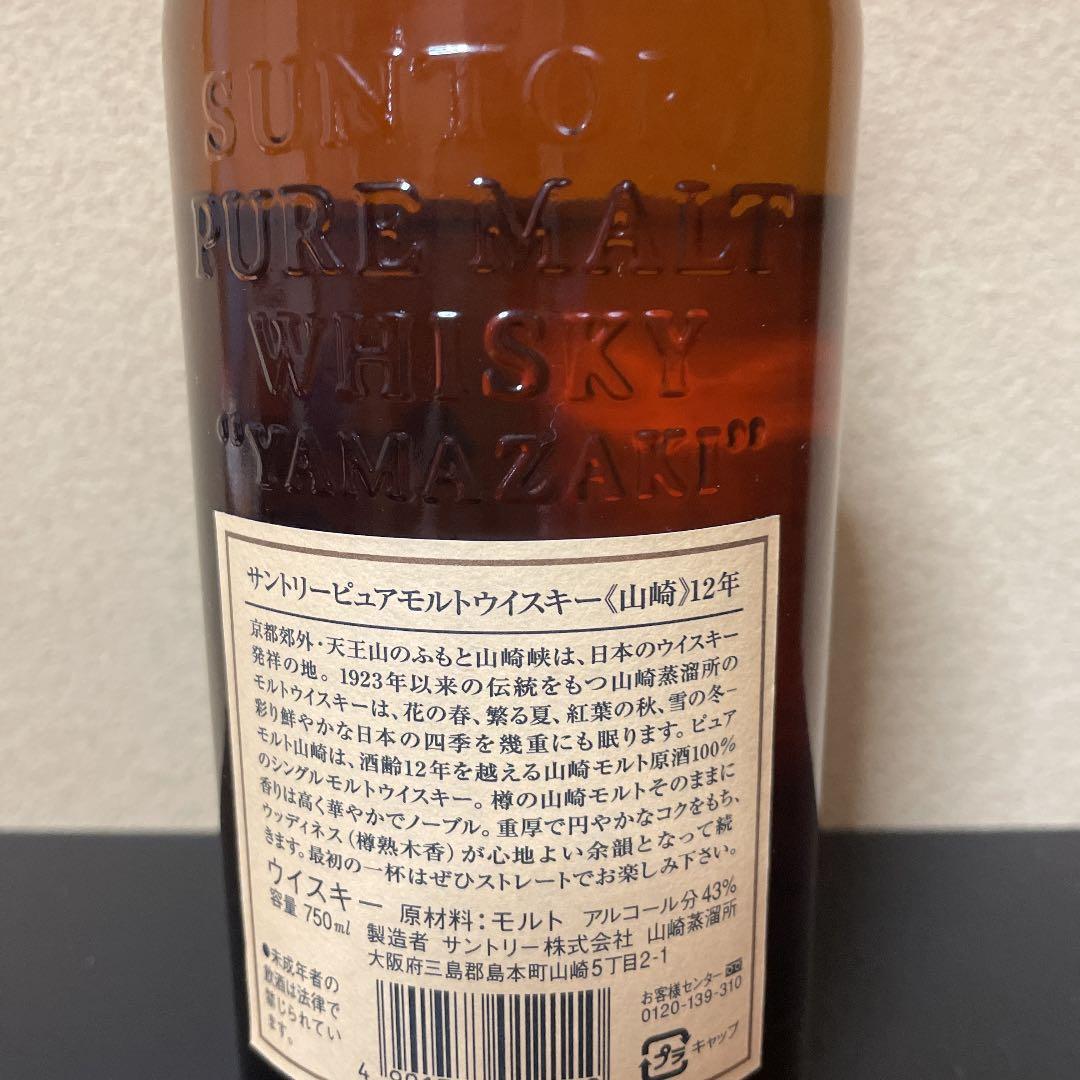 SUNTO
PURE MALT
WHISKY
“YAMAZAKI”
サントリーピュアモルトウイスキー《山崎》12年
京都郊外・天王山のふもと山崎峡は、日本のウイスキー
発祥の地。1923年以来の伝統をもつ山崎蒸溜所の
モルトウイスキーは、花の春、繁る夏、紅葉の秋、雪の冬−
彩り鮮やかな日本の四季を幾重にも眠ります。ピュア
モルト山崎は、酒齢12年を越える山崎モルト原酒100%
のシングルモルトウイスキー。樽の山崎モルトそのままに
香りは高く華やかでノーブル。重厚で円やかなコクをもち、
ウッディネス(樽熟木香)が心地よい余韻となって続
きます。最初の一杯はぜひストレートでお楽しみ下さい。
ウイスキー 原材料:モルト アルコール分43%
容量 750ml 製造者 サントリー株式会社 山崎蒸溜所
大阪府三島郡島本町山崎5丁目2-1
●未成年者の
飲酒は法律で
禁じられてい
ます。
お客様センター
0120-139-310
プラ キャップ